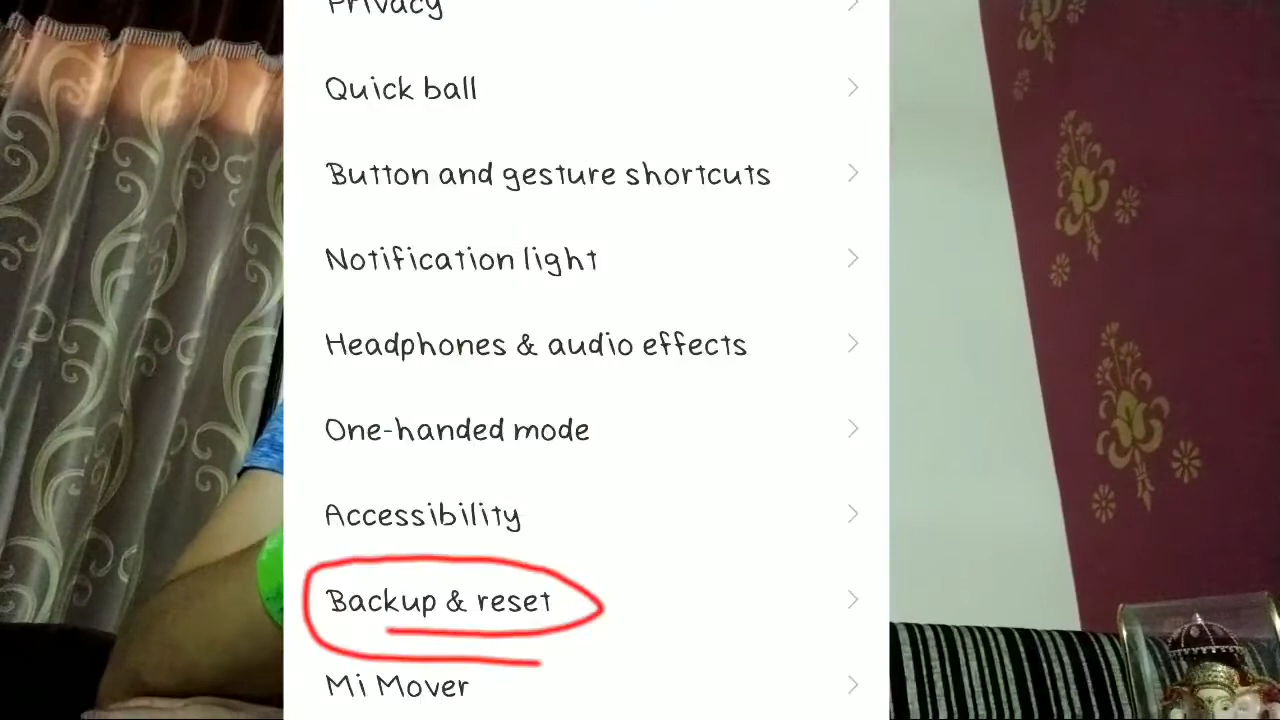 Privacy
Quick ball
Button and gesture shortcuts
Notification light
Headphones & audio effects
One-handed mode
Accessibility
Backup & reset
Mi Mover